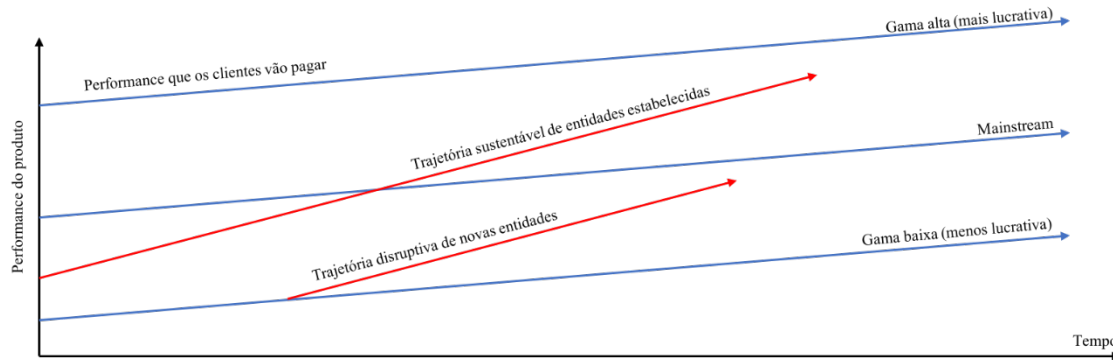 Gama alta (mais lucrativa)
Performance que os clientes vão pagar
Trajetória sustentável de entidades estabelecidas
Mainstream
Performance do produto
Trajetória disruptiva de novas entidades
Gama baixa (menos lucrativa)
Tempo